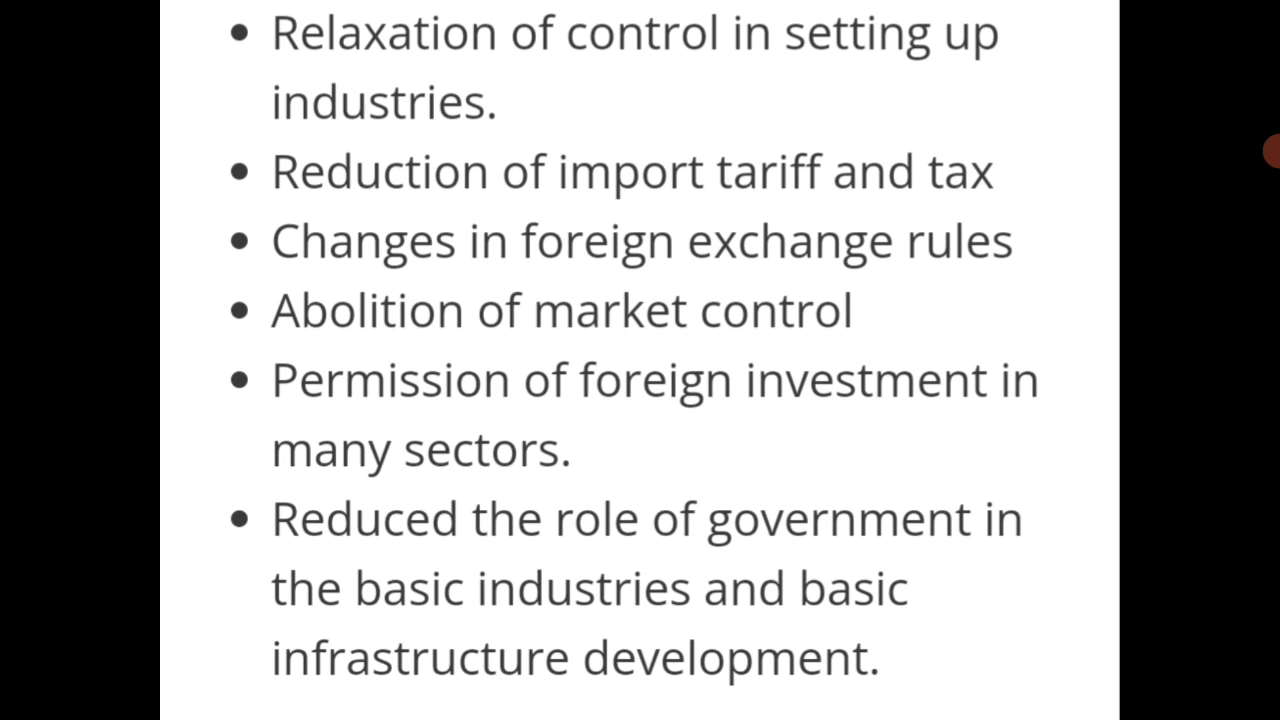 • Relaxation of control in setting up
industries.
• Reduction of import tariff and tax
• Changes in foreign exchange rules
• Abolition of market control
• Permission of foreign investment in
many sectors.
• Reduced the role of government in
the basic industries and basic
infrastructure development.